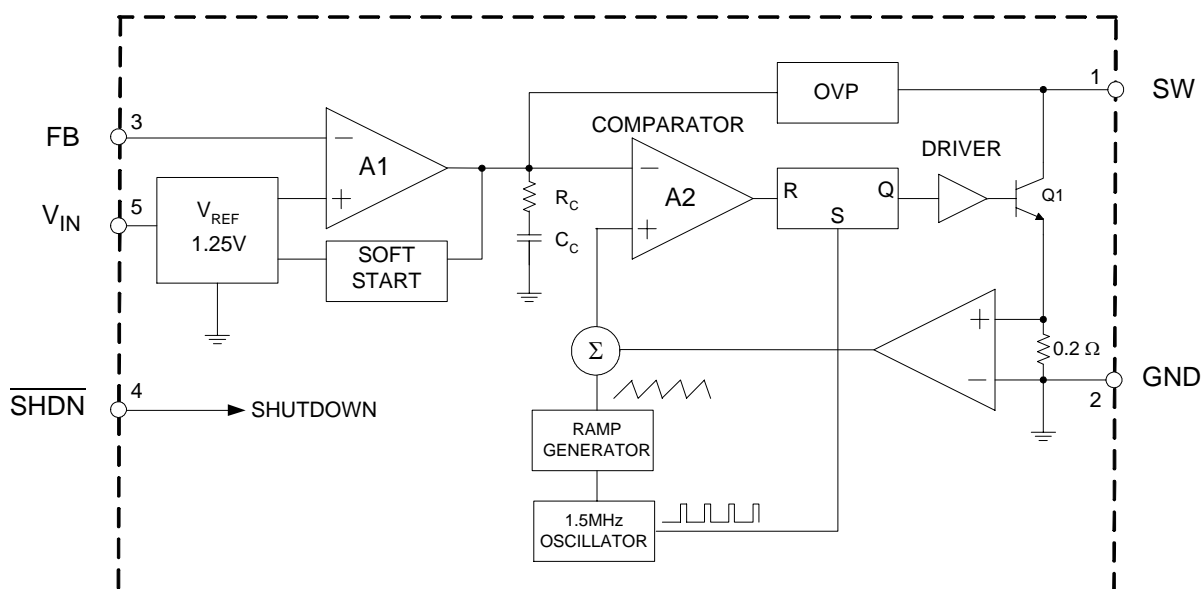 1
SW
OVP
3
FB
COMPARATOR
DRIVER
−
A1
+
−
A2
+
R
Q
S
Q1
5
V_IN
V_REF
1.25V
R_C
C_C
SOFT
START
+
0.2 Ω
−
Σ
GND
2
4
S̅H̅D̅N̅
SHUTDOWN
RAMP
GENERATOR
1.5MHz
OSCILLATOR